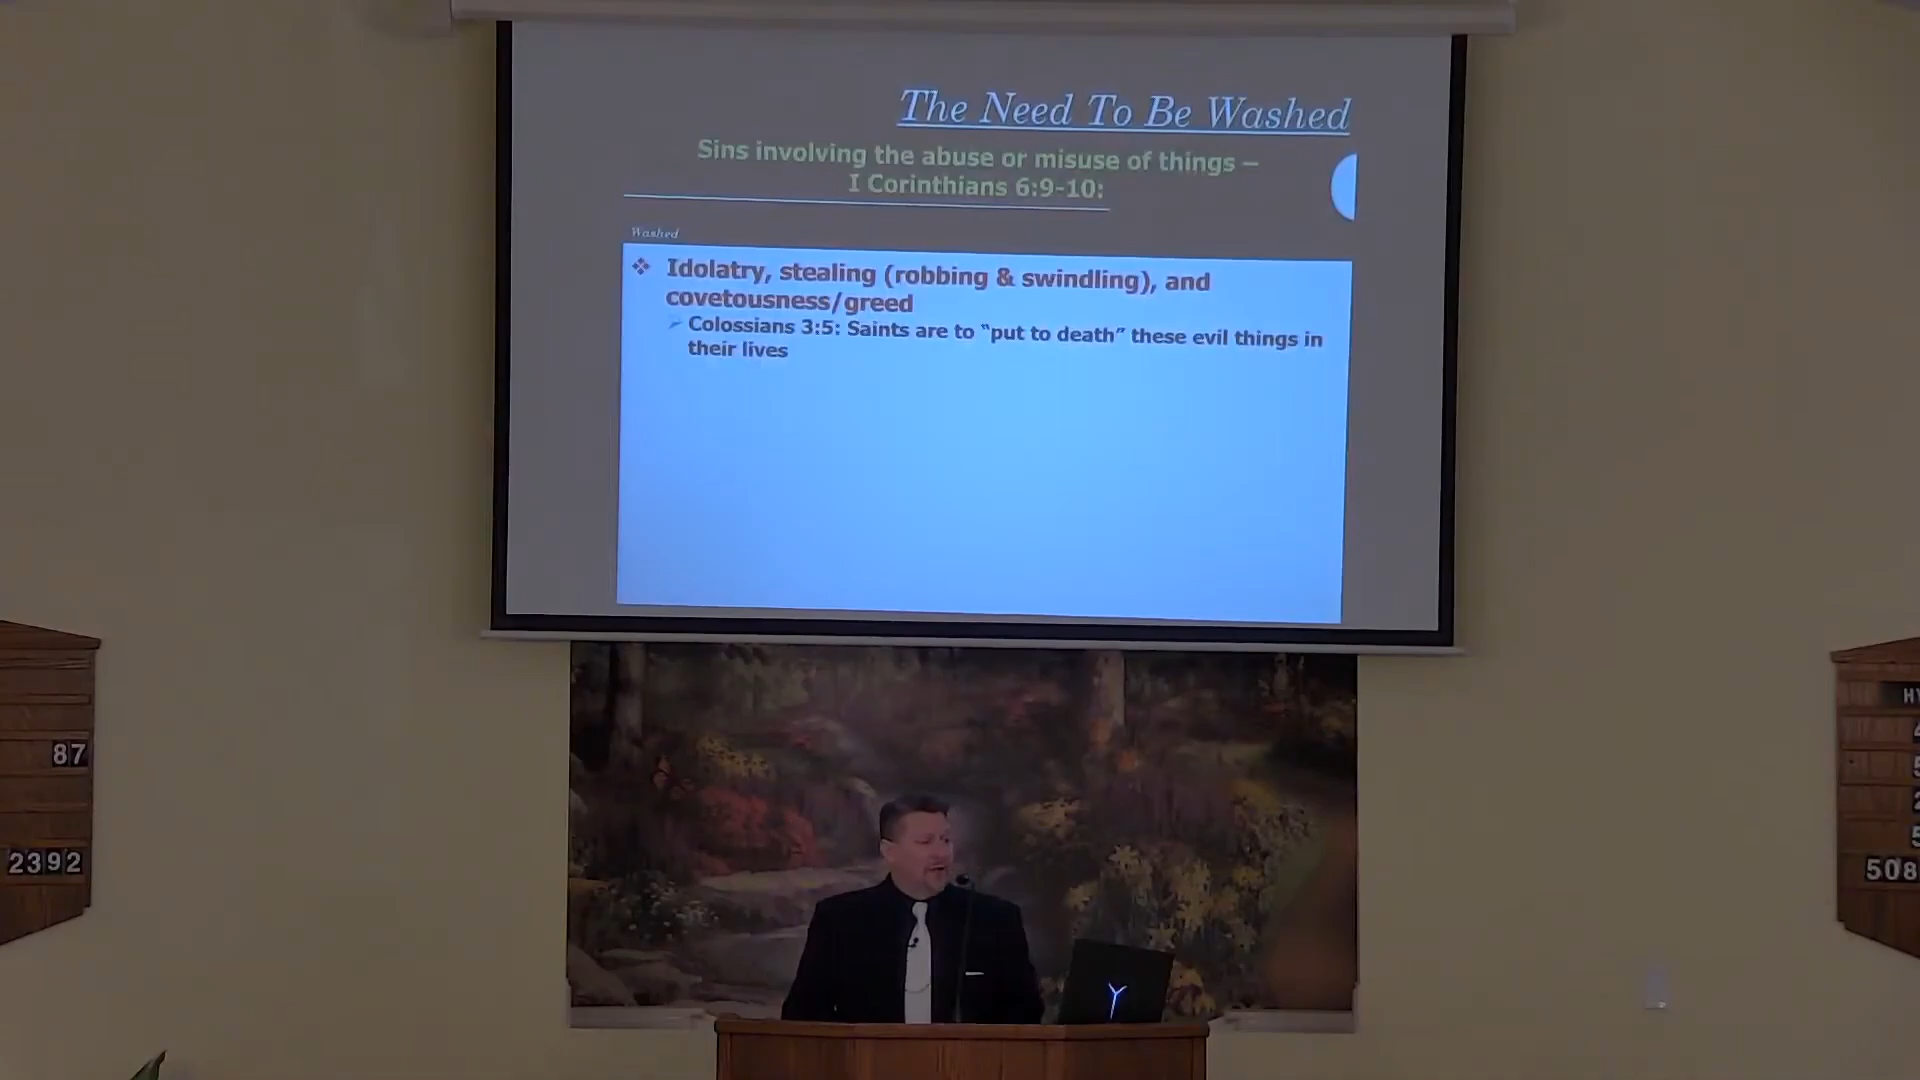 The Need To Be Washed
Sins involving the abuse or misuse of things –
I Corinthians 6:9-10:
Washed
❖ Idolatry, stealing (robbing & swindling), and
covetousness/greed
➢ Colossians 3:5: Saints are to “put to death” these evil things in
their lives
87
2392
508